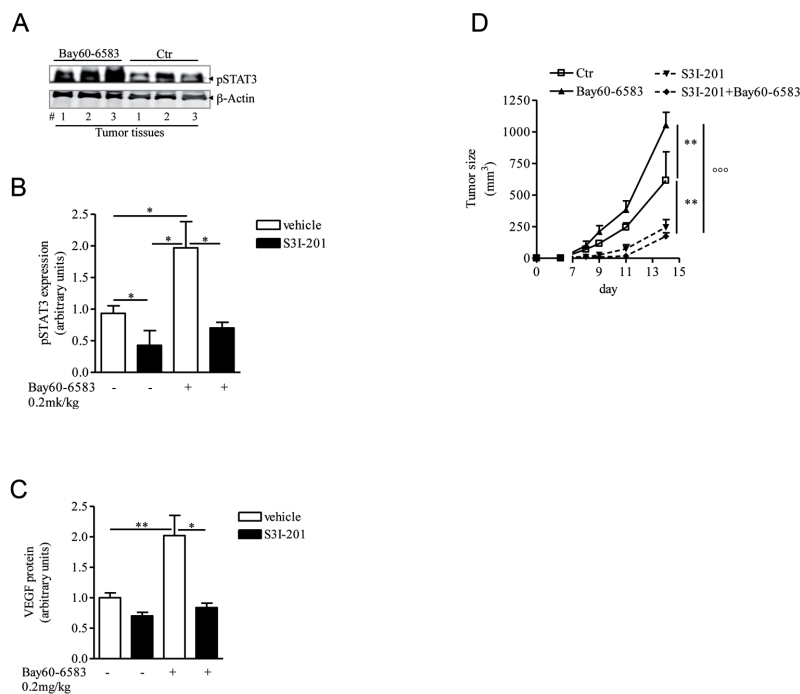 A
Bay60-6583 Ctr
pSTAT3
β-Actin
# 1 2 3 1 2 3
Tumor tissues
B
pSTAT3 expression
(arbitrary units)
2.5
2.0
1.5
1.0
0.5
0.0
* * * *
vehicle
S3I-201
Bay60-6583 - - + +
0.2mk/kg
C
VEGF protein
(arbitrary units)
2.5
2.0
1.5
1.0
0.5
0.0
** *
vehicle
S3I-201
Bay60-6583 - - + +
0.2mg/kg
D
Ctr S3I-201
Bay60-6583 S3I-201+Bay60-6583
Tumor size
(mm³)
1250
1000
750
500
250
0
**
°°°
**
0 7 9 11 13 15
day